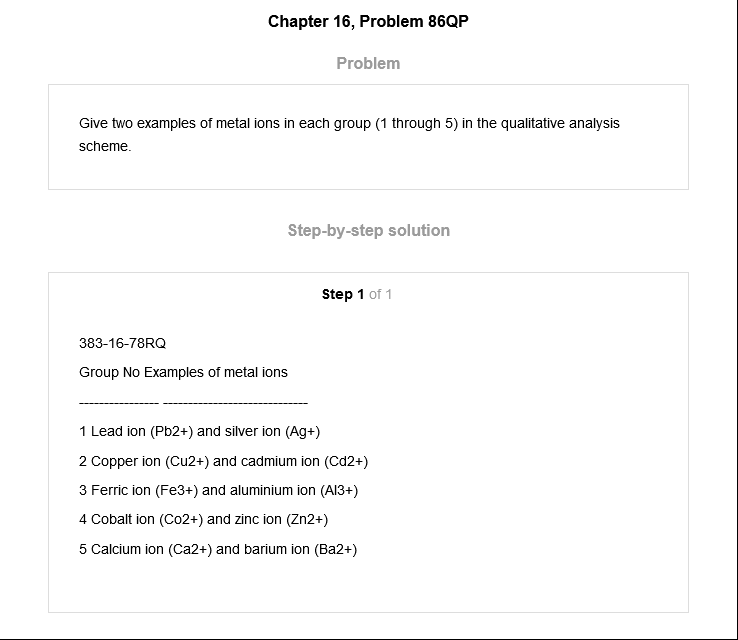 Chapter 16, Problem 86QP
Problem
Give two examples of metal ions in each group (1 through 5) in the qualitative analysis
scheme.
Step-by-step solution
Step 1 of 1
383-16-78RQ
Group No Examples of metal ions
---------------- -----------------------------
1 Lead ion (Pb2+) and silver ion (Ag+)
2 Copper ion (Cu2+) and cadmium ion (Cd2+)
3 Ferric ion (Fe3+) and aluminium ion (Al3+)
4 Cobalt ion (Co2+) and zinc ion (Zn2+)
5 Calcium ion (Ca2+) and barium ion (Ba2+)